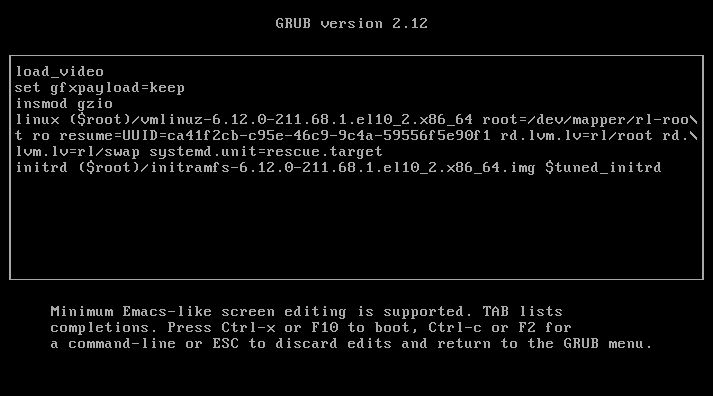 GRUB version 2.12
load_video
set gfxpayload=keep
insmod gzio
linux ($root)/vmlinuz-6.12.0-211.68.1.el10_2.x86_64 root=/dev/mapper/rl-roo\
t ro resume=UUID=ca41f2cb-c95e-46c9-9c4a-59556f5e90f1 rd.lvm.lv=rl/root rd.\
lvm.lv=rl/swap systemd.unit=rescue.target
initrd ($root)/initramfs-6.12.0-211.68.1.el10_2.x86_64.img $tuned_initrd
Minimum Emacs-like screen editing is supported. TAB lists
completions. Press Ctrl-x or F10 to boot, Ctrl-c or F2 for
a command-line or ESC to discard edits and return to the GRUB menu.